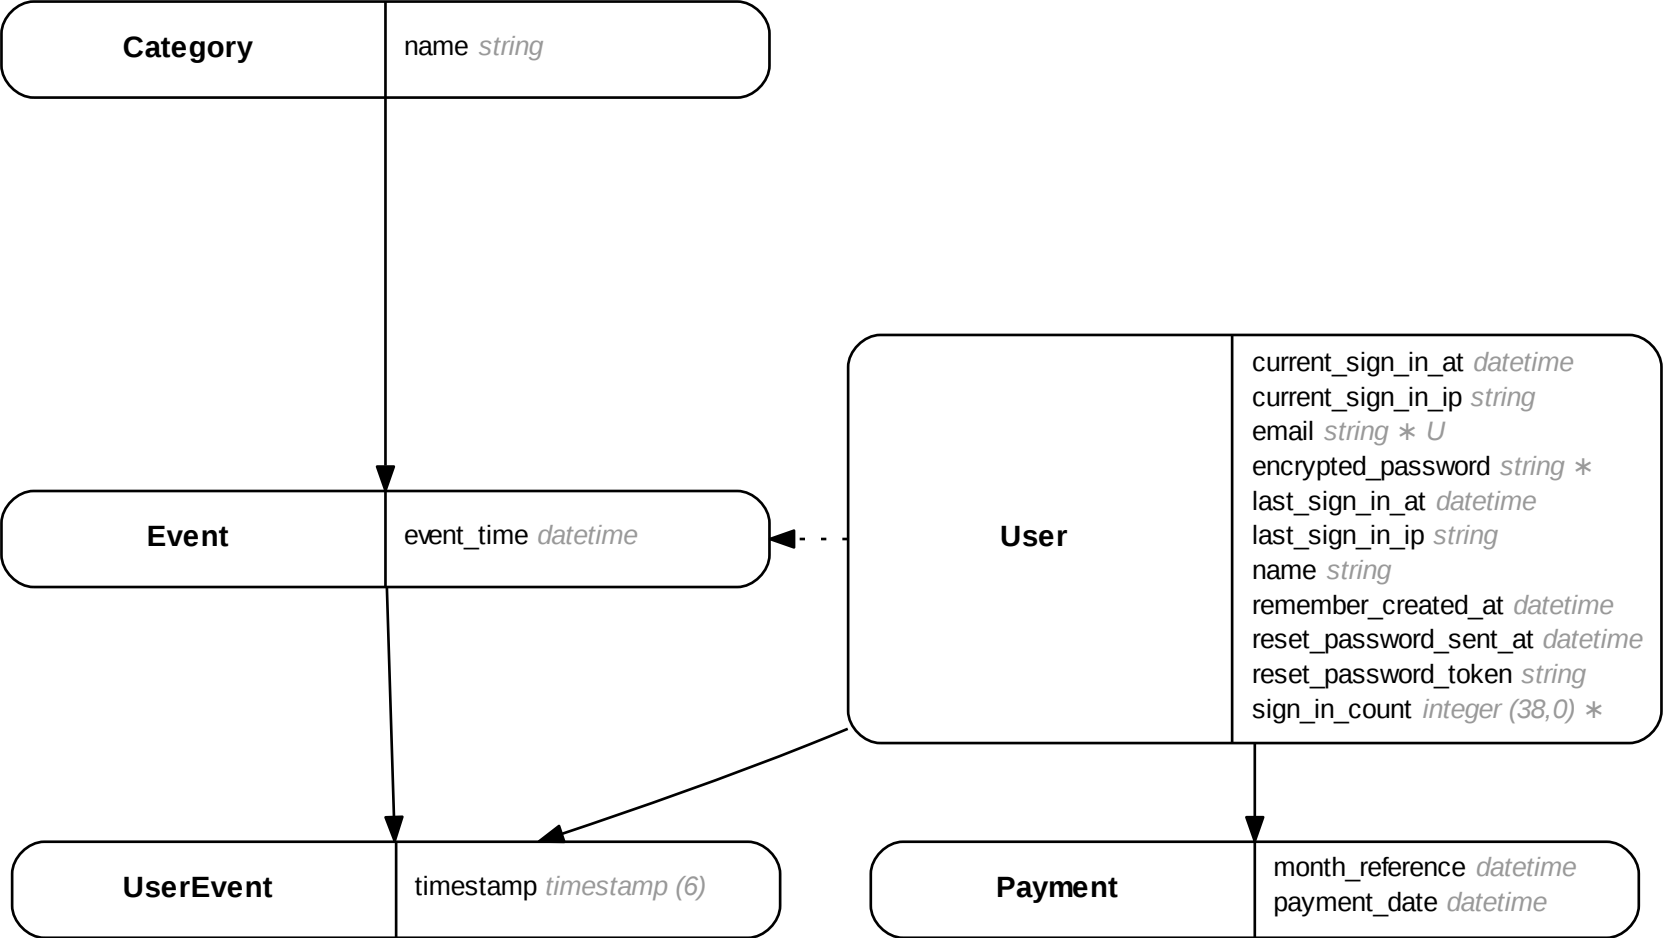 Category
name string
Event
event_time datetime
User
current_sign_in_at datetime
current_sign_in_ip string
email string ∗ U
encrypted_password string ∗
last_sign_in_at datetime
last_sign_in_ip string
name string
remember_created_at datetime
reset_password_sent_at datetime
reset_password_token string
sign_in_count integer (38,0) ∗
UserEvent
timestamp timestamp (6)
Payment
month_reference datetime
payment_date datetime